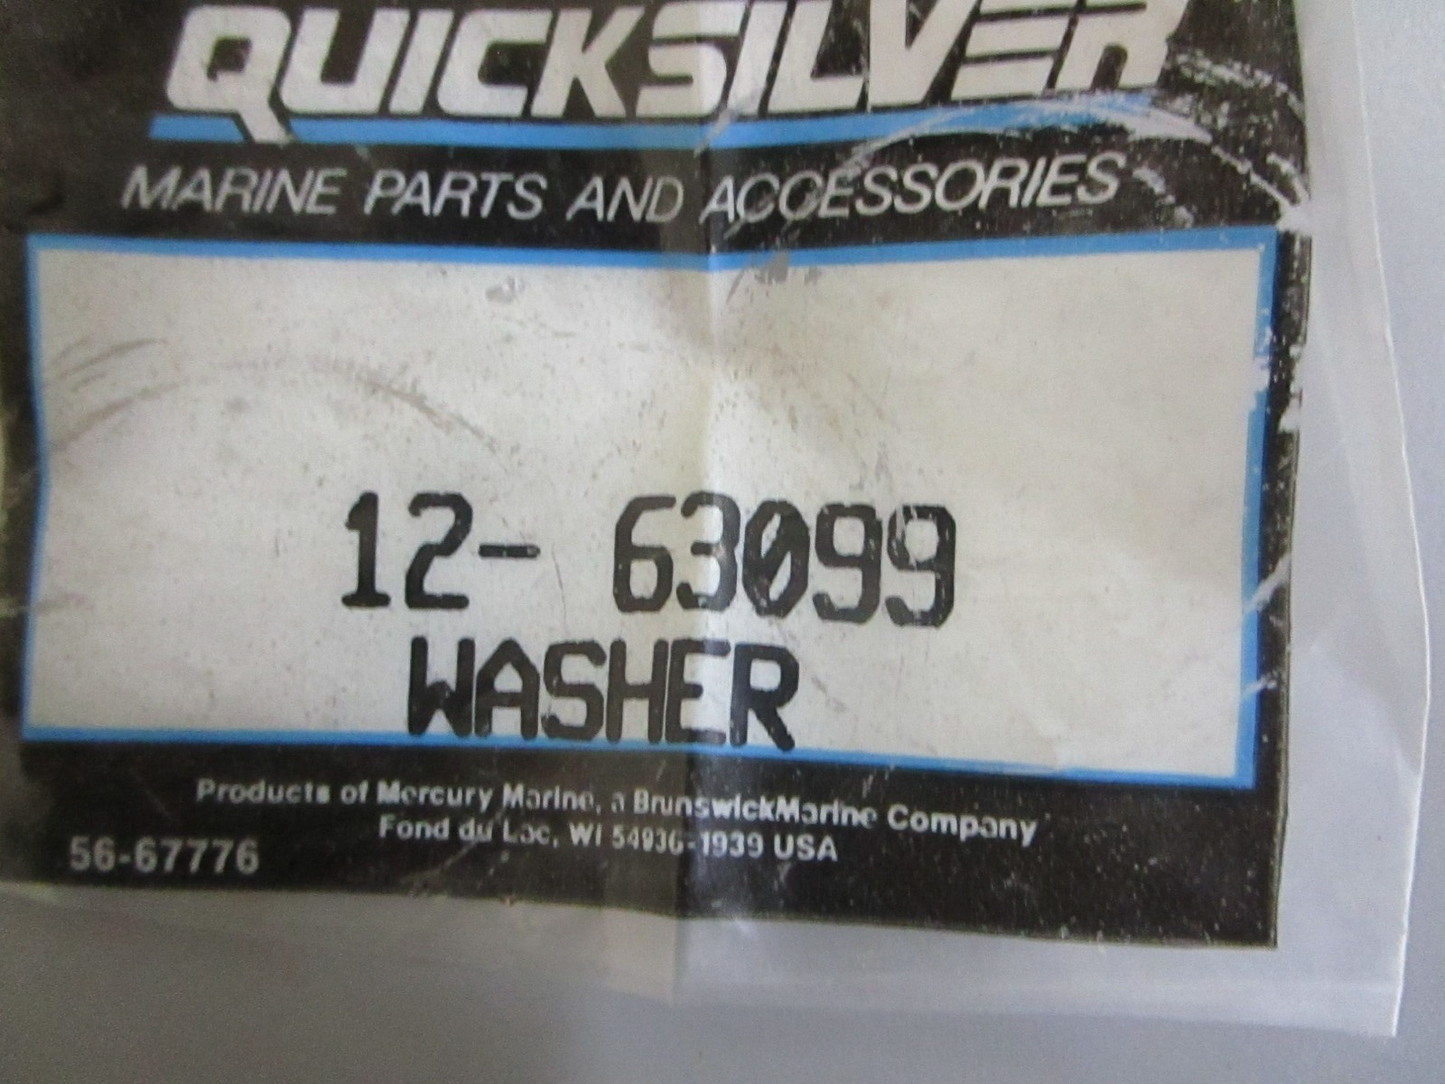 QUICKSILVER
MARINE PARTS AND ACCESSORIES
12- 63099
WASHER
Products of Mercury Marine, a BrunswickMarine Company
Fond du Lac, WI 54936-1939 USA
56-67776